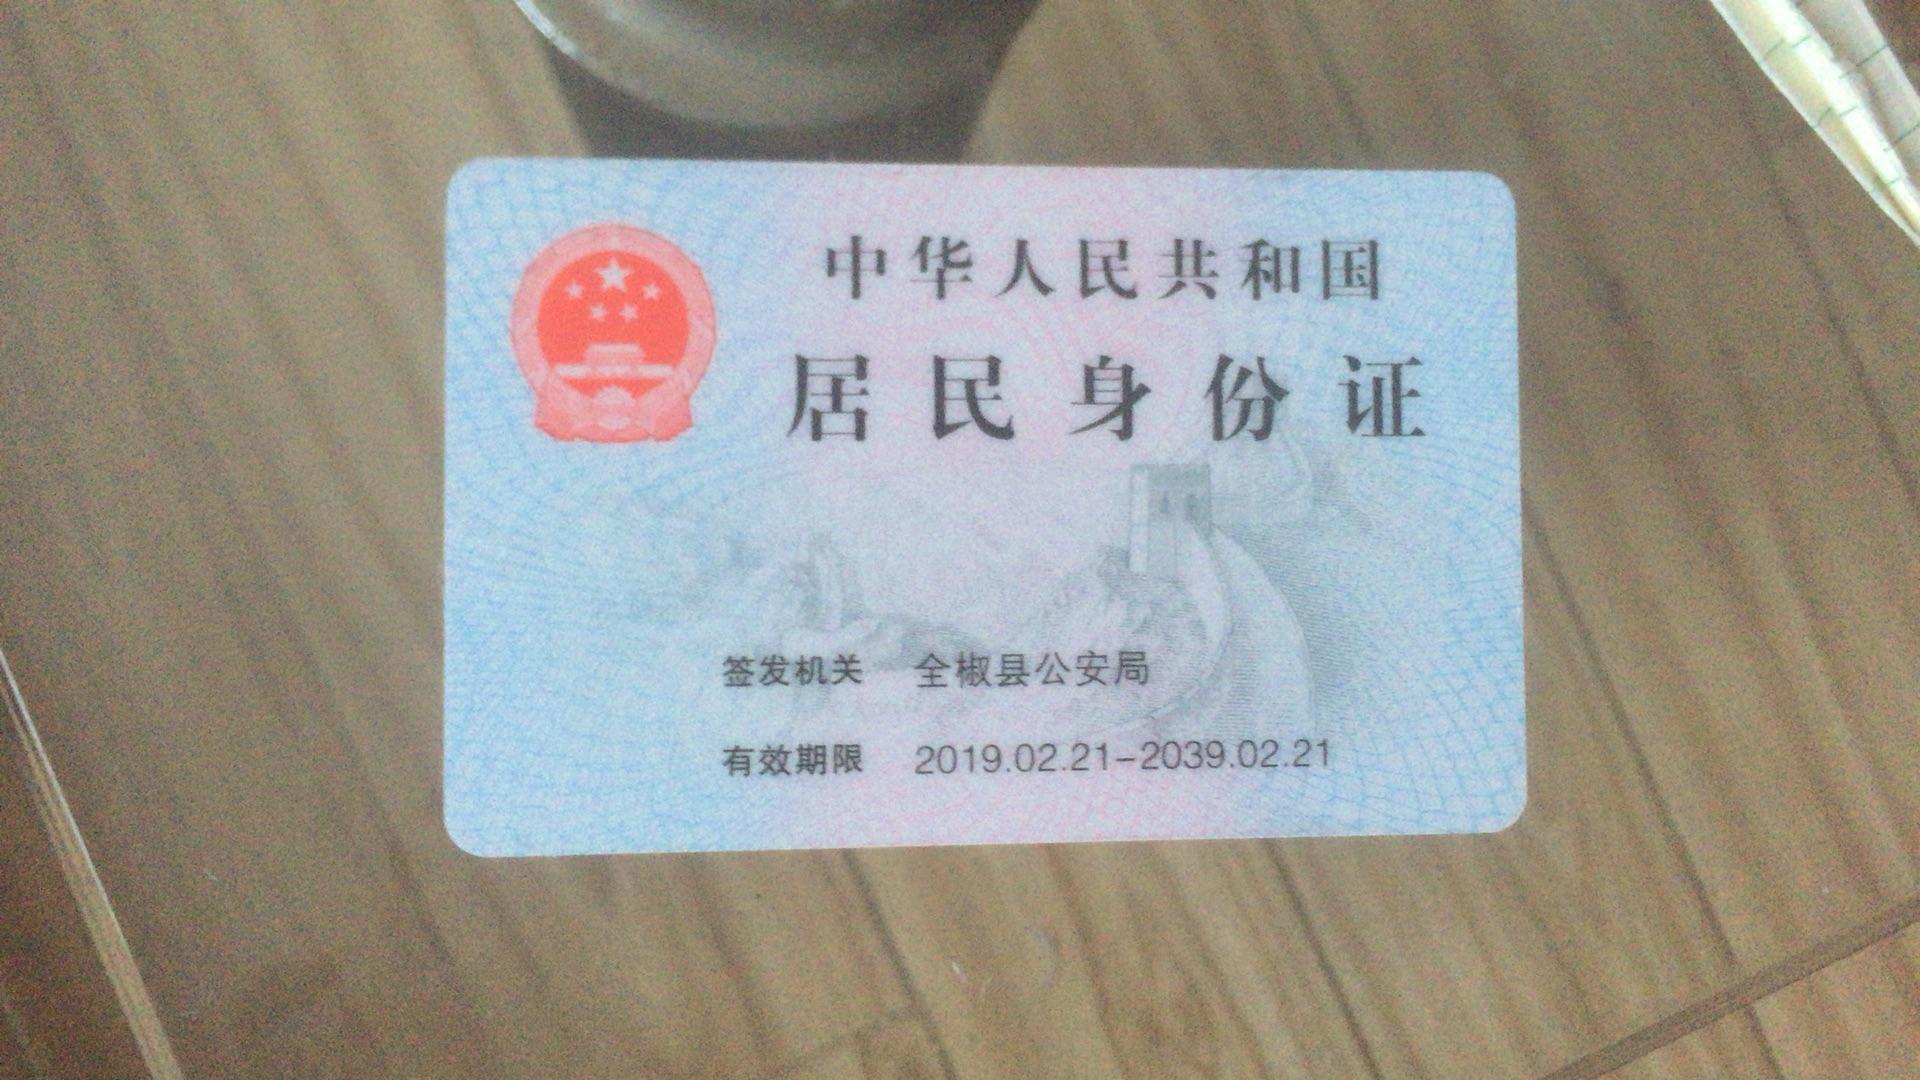 中华人民共和国
居民身份证
签发机关 全椒县公安局
有效期限 2019.02.21-2039.02.21